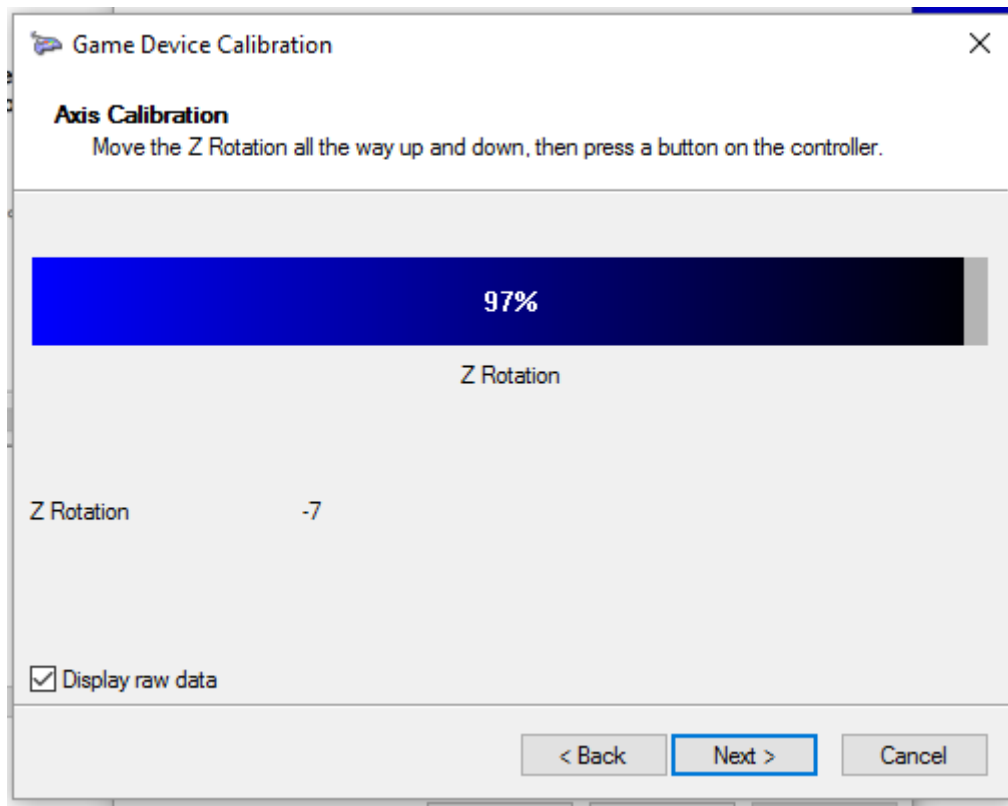 Game Device Calibration
Axis Calibration
Move the Z Rotation all the way up and down, then press a button on the controller.
97%
Z Rotation
Z Rotation -7
Display raw data
< Back Next > Cancel